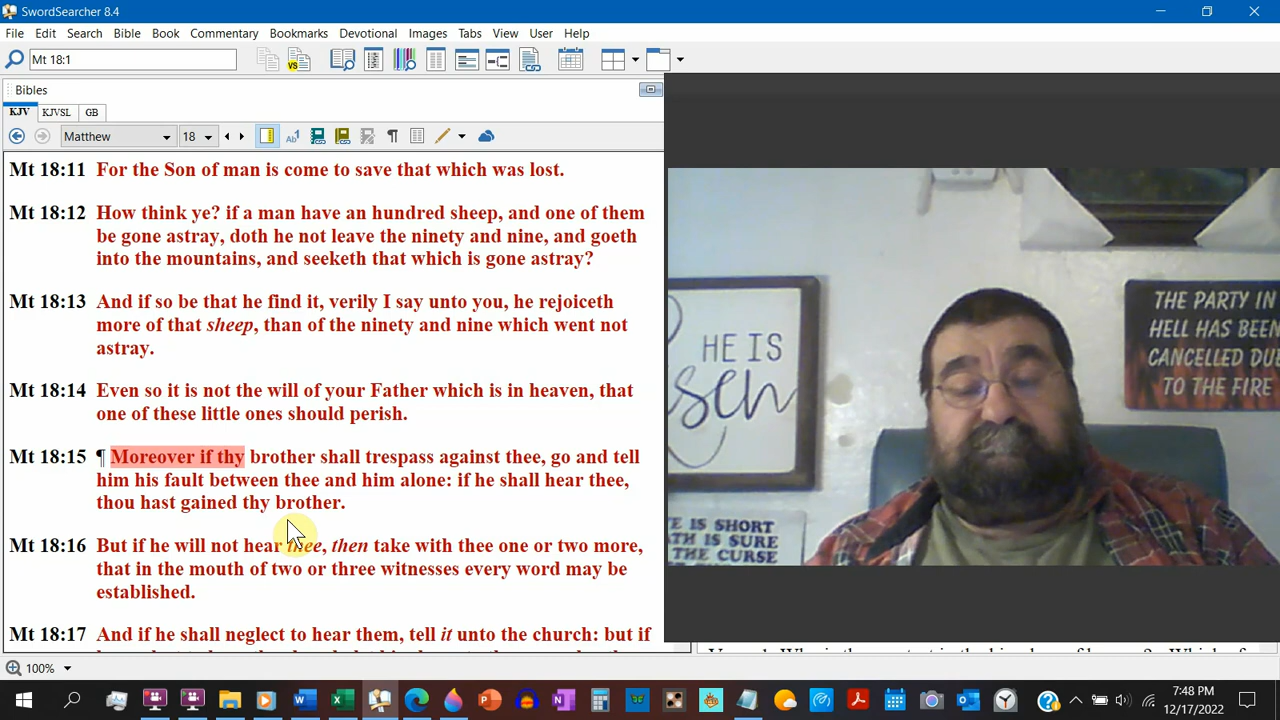 SwordSearcher 8.4
File Edit Search Bible Book Commentary Bookmarks Devotional Images Tabs View User Help
Mt 18:1
VS
Bibles
KJV KJVSL GB
Matthew 18
Mt 18:11 For the Son of man is come to save that which was lost.
Mt 18:12 How think ye? if a man have an hundred sheep, and one of them
be gone astray, doth he not leave the ninety and nine, and goeth
into the mountains, and seeketh that which is gone astray?
Mt 18:13 And if so be that he find it, verily I say unto you, he rejoiceth
more of that sheep, than of the ninety and nine which went not
astray.
Mt 18:14 Even so it is not the will of your Father which is in heaven, that
one of these little ones should perish.
Mt 18:15 ¶ Moreover if thy brother shall trespass against thee, go and tell
him his fault between thee and him alone: if he shall hear thee,
thou hast gained thy brother.
Mt 18:16 But if he will not hear thee, then take with thee one or two more,
that in the mouth of two or three witnesses every word may be
established.
Mt 18:17 And if he shall neglect to hear them, tell it unto the church: but if
HE IS
isen
THE PARTY IN
HELL HAS BEEN
CANCELLED DUE
TO THE FIRE
E IS SHORT
ATH IS SURE
THE CURSE
100%
7:48 PM
12/17/2022